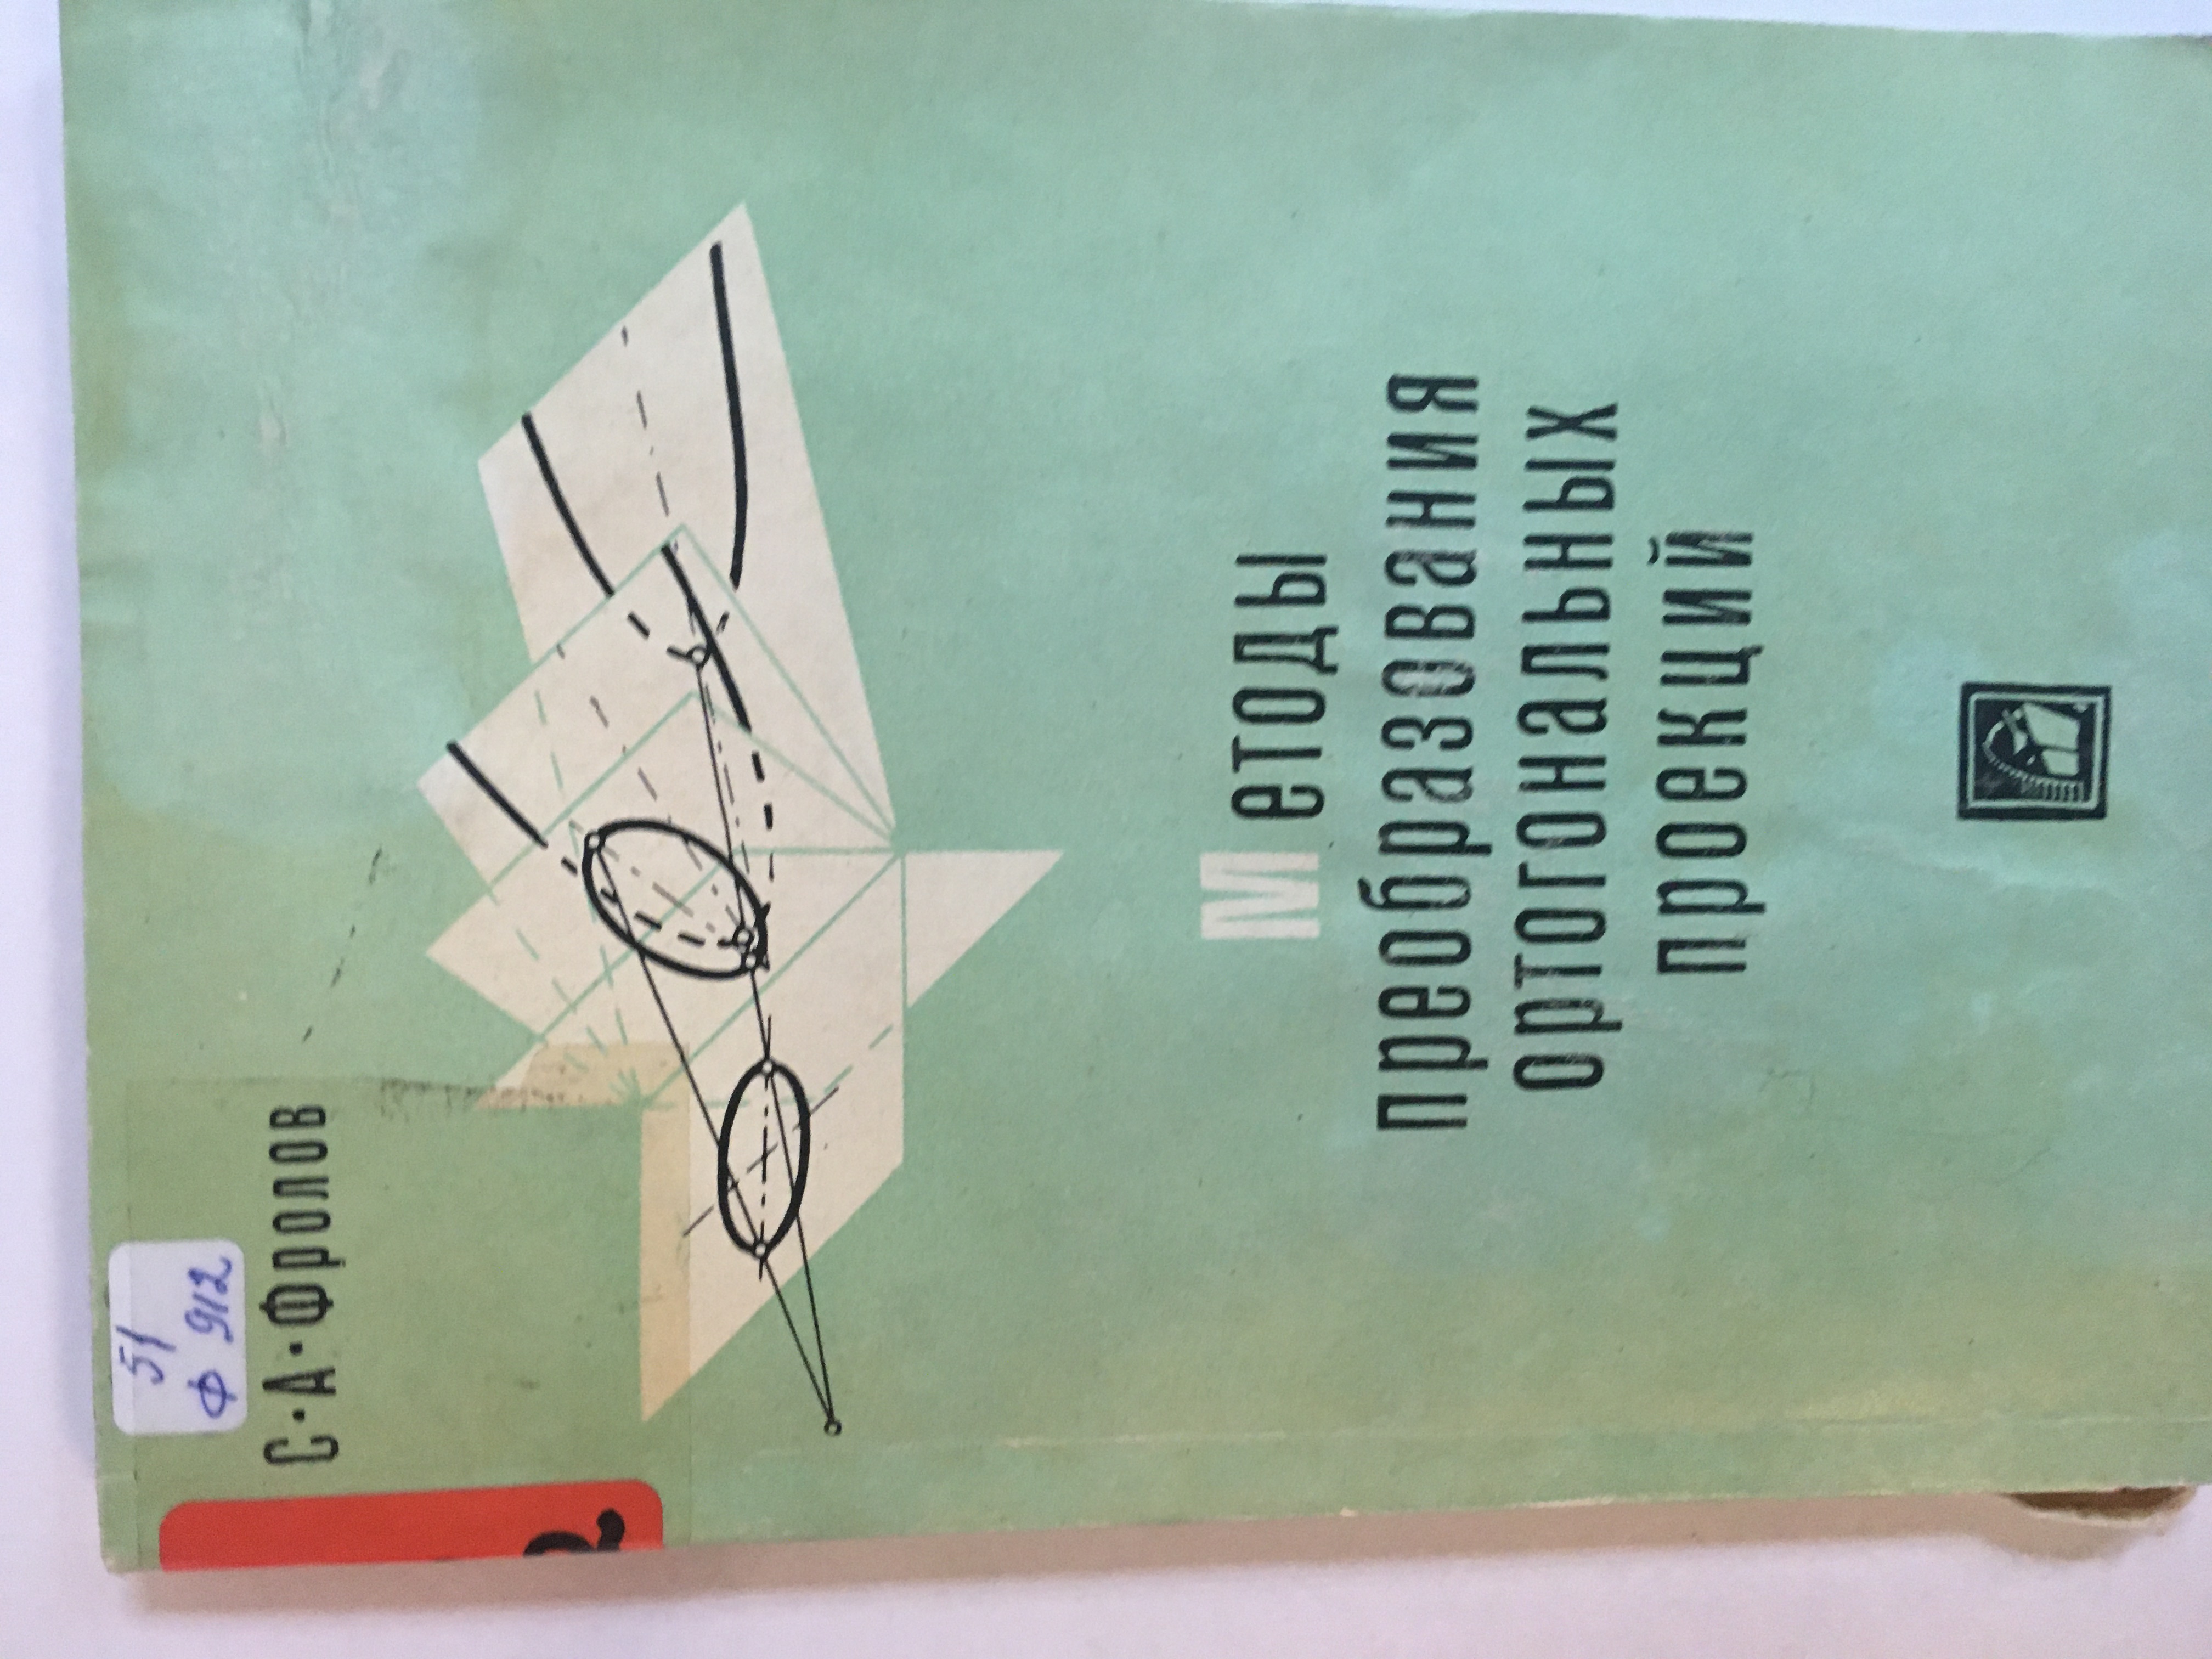 51
Ф 912
С·А·Фролов
Методы
преобразования
ортогональных
проекций